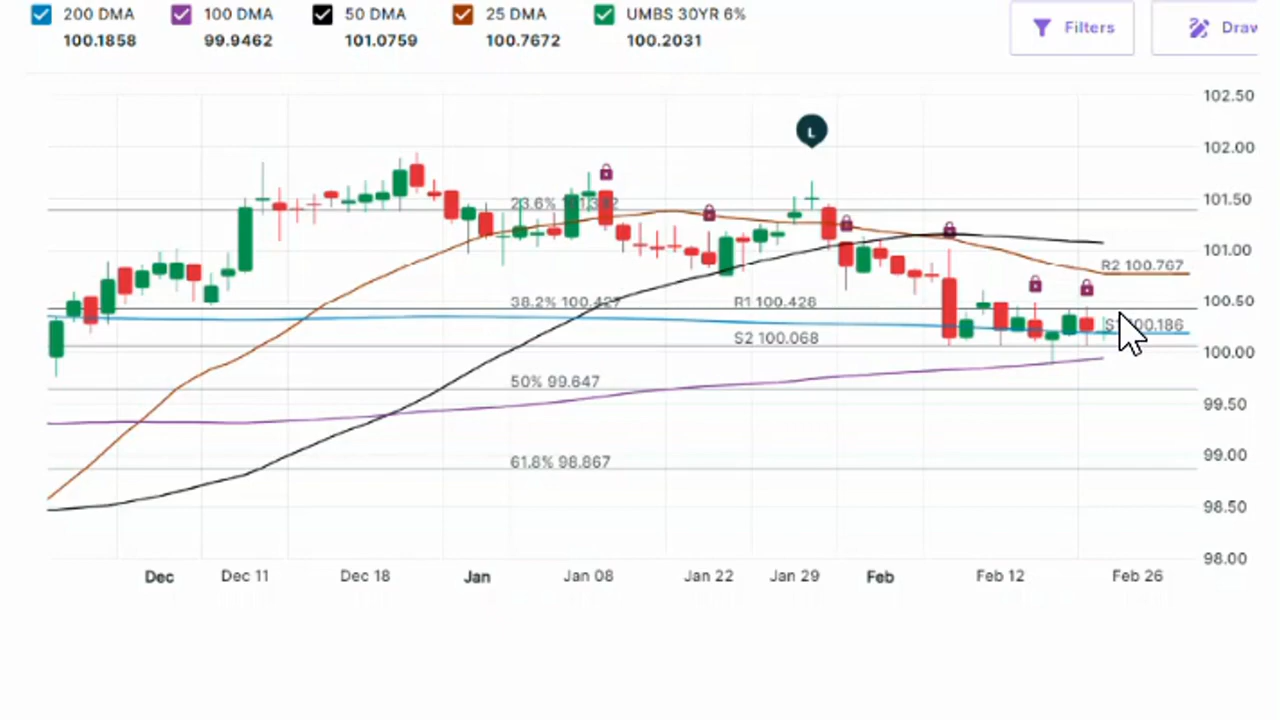 200 DMA 100 DMA 50 DMA 25 DMA UMBS 30YR 6%
100.1858 99.9462 101.0759 100.7672 100.2031
Filters
L
102.50
102.00
101.50
23.6%
101.00
R2 100.767
38.2% 100.427 R1 100.428 100.50
S2 100.068
100.00
50% 99.647
99.50
61.8% 98.867 99.00
98.50
98.00
Dec Dec 11 Dec 18 Jan Jan 08 Jan 22 Jan 29 Feb Feb 12 Feb 26